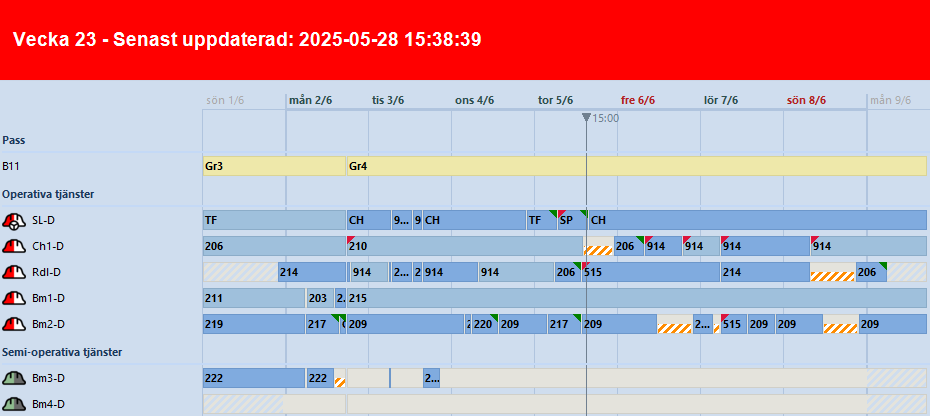 Vecka 23 - Senast uppdaterad: 2025-05-28 15:38:39
sön 1/6 mån 2/6 tis 3/6 ons 4/6 tor 5/6 fre 6/6 lör 7/6 sön 8/6 mån 9/6
15:00
Pass
B11 Gr3 Gr4
Operativa tjänster
SL-D TF CH 9... 9 CH TF SP CH
Ch1-D 206 210 206 914 914 914 914
Rdl-D 214 914 2... 2 914 914 206 515 214 206
Bm1-D 211 203 2. 215
Bm2-D 219 217 209 220 209 217 209 2... 515 209 209 209
Semi-operativa tjänster
Bm3-D 222 222 2...
Bm4-D